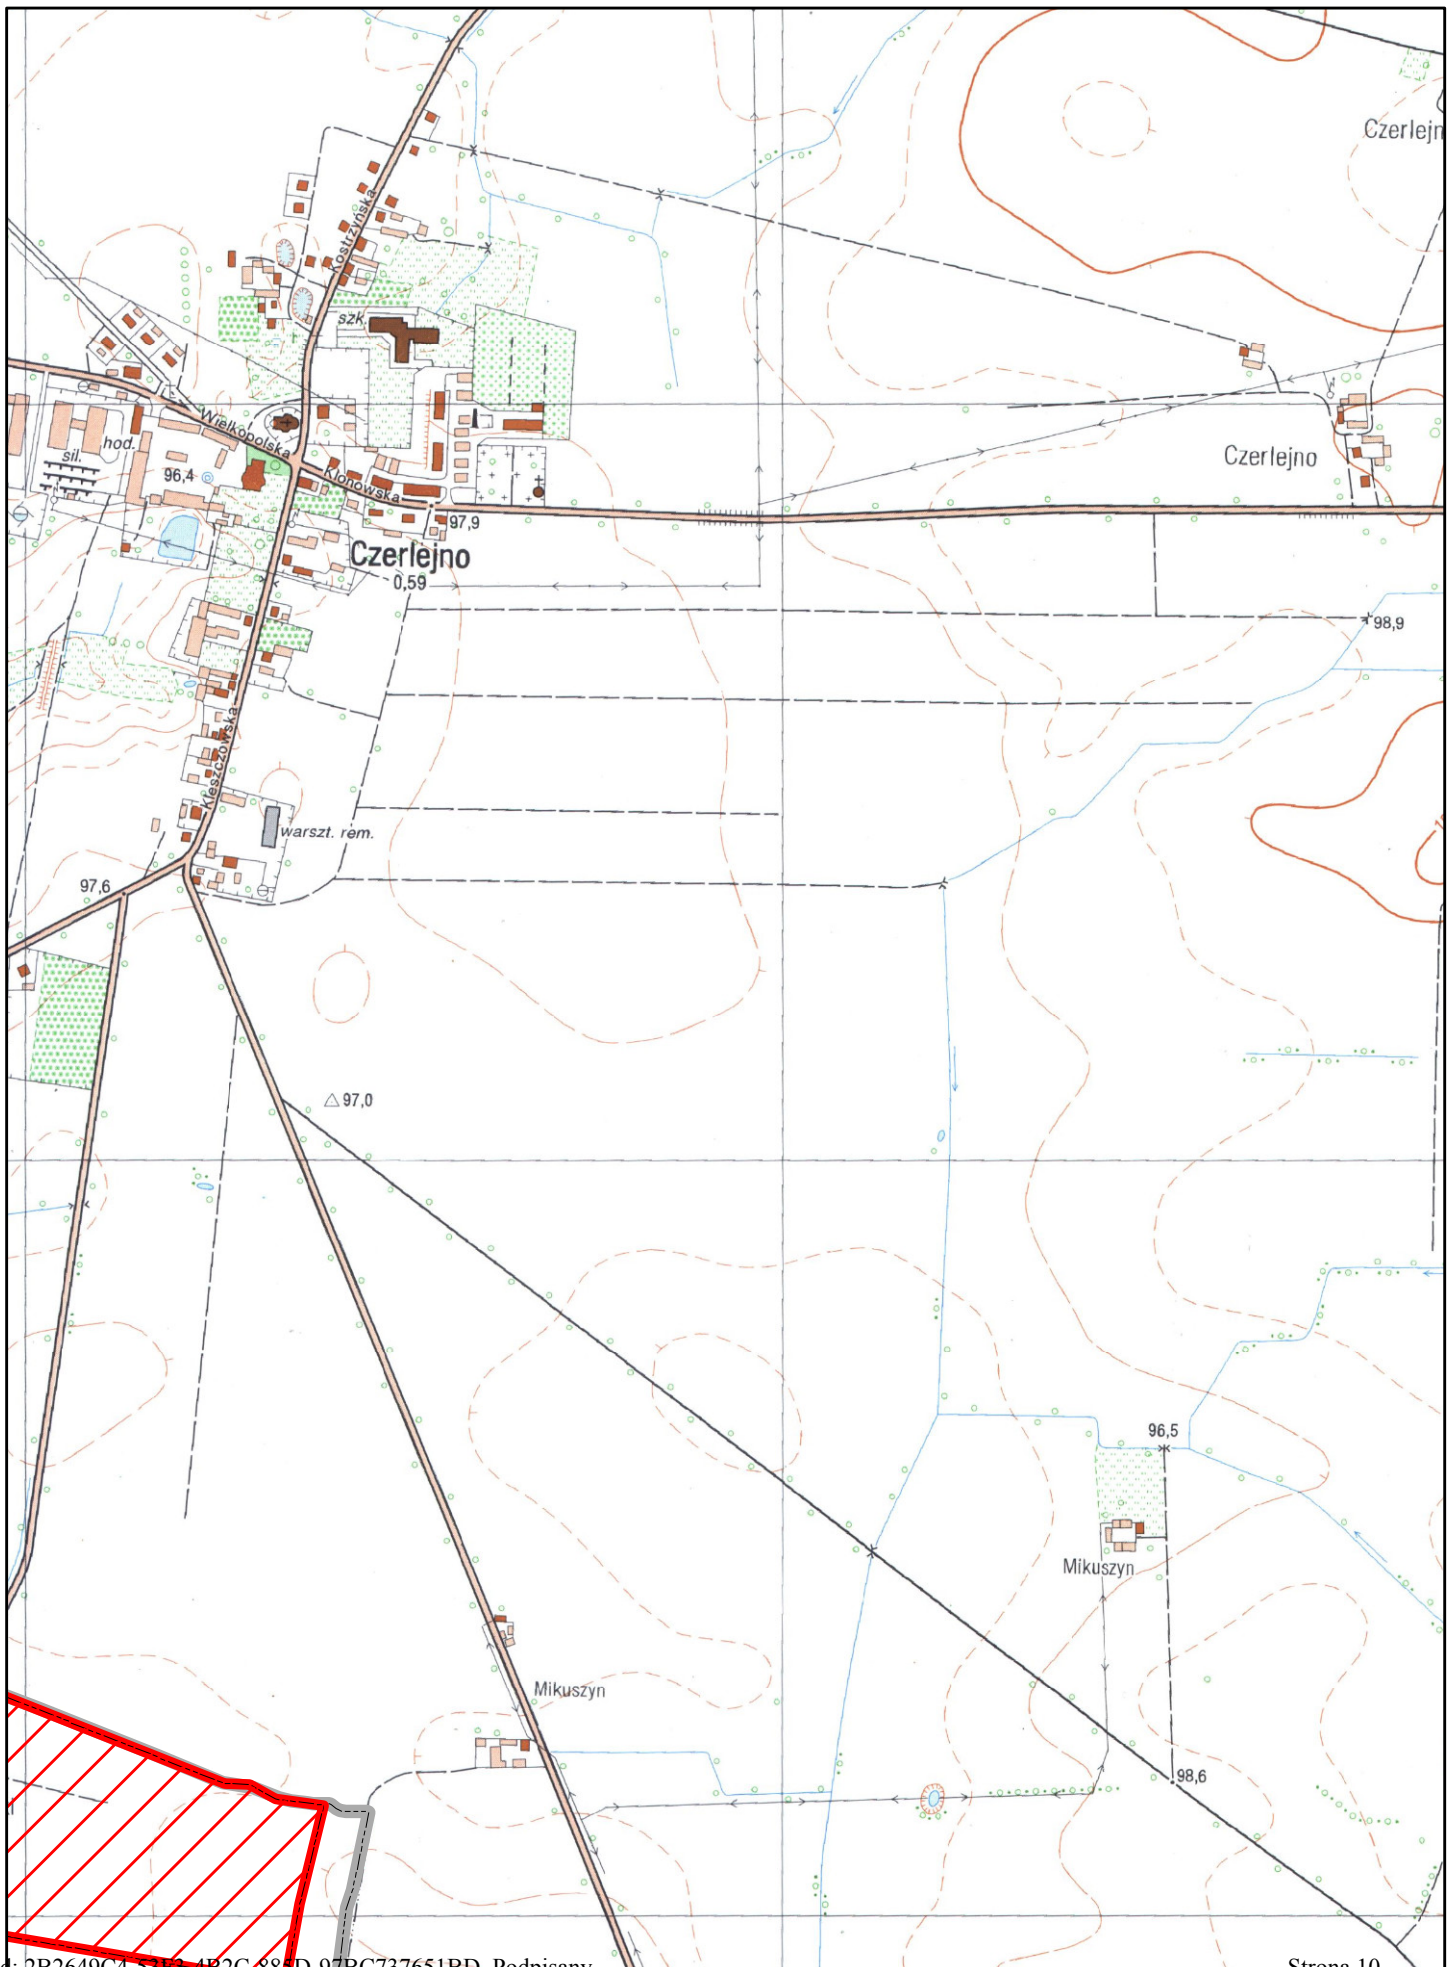 Czerlejn
Kostrzyńska
szk.
Wielkopolska
hod.
sil.
96,4
Klonowska
97,9
Czerlejno
Czerlejno
0,59
98,9
Kleszczowska
warszt. rem.
97,6
97,0
96,5
Mikuszyn
Mikuszyn
98,6
Podpisany
Strona 10